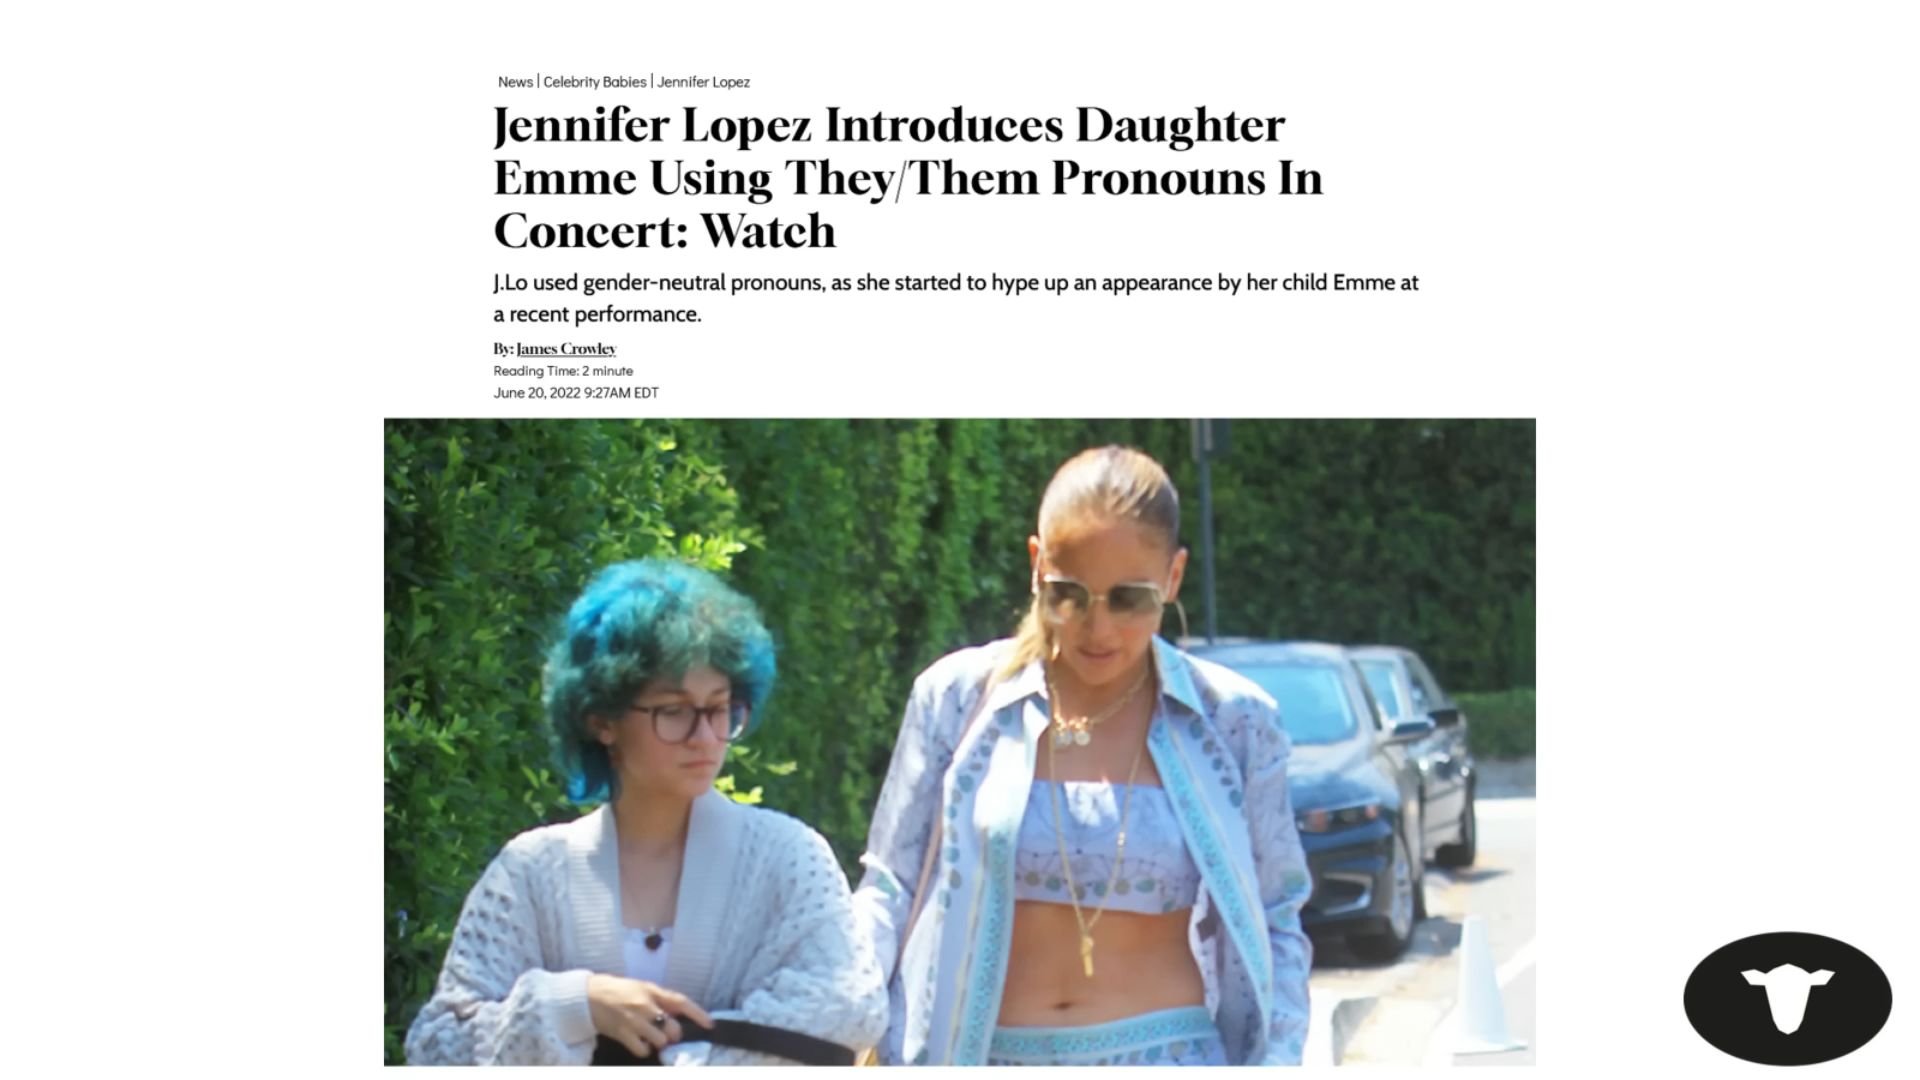 News | Celebrity Babies | Jennifer Lopez
Jennifer Lopez Introduces Daughter
Emme Using They/Them Pronouns In
Concert: Watch
J.Lo used gender-neutral pronouns, as she started to hype up an appearance by her child Emme at
a recent performance.
By: James Crowley
Reading Time: 2 minute
June 20, 2022 9:27AM EDT